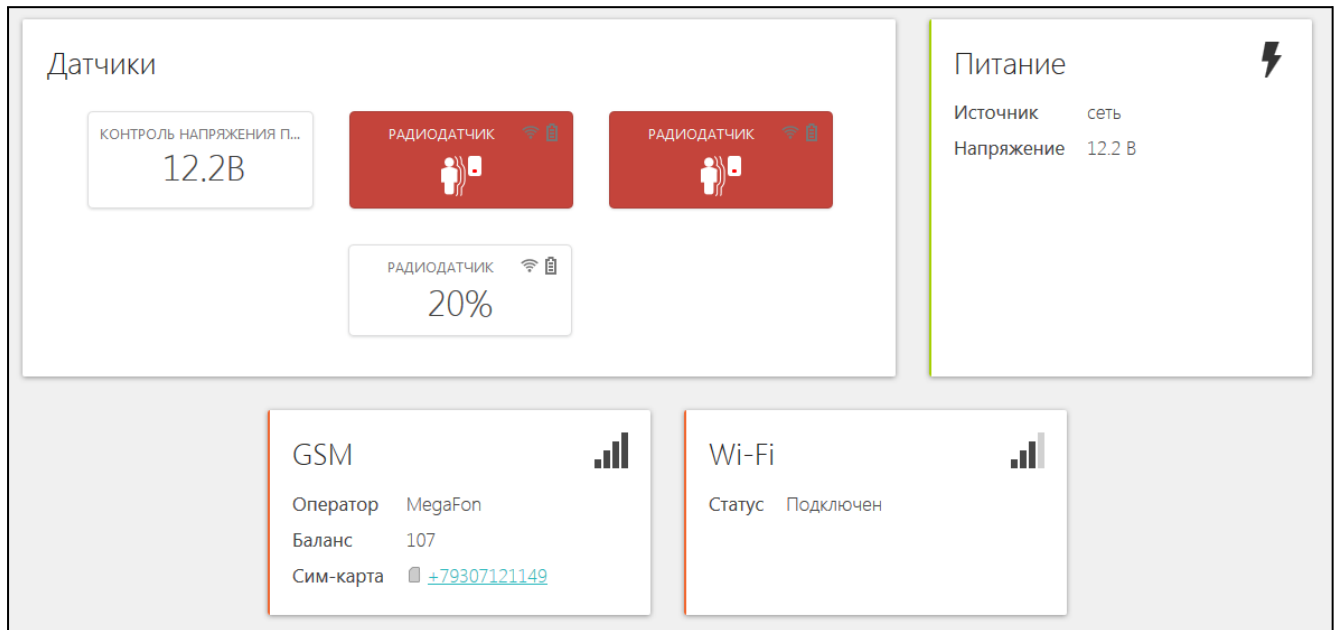 Датчики
КОНТРОЛЬ НАПРЯЖЕНИЯ П...
12.2В
РАДИОДАТЧИК
РАДИОДАТЧИК
РАДИОДАТЧИК
20%
Питание
Источник сеть
Напряжение 12.2 В
GSM
Оператор MegaFon
Баланс 107
Сим-карта +79307121149
Wi-Fi
Статус Подключен